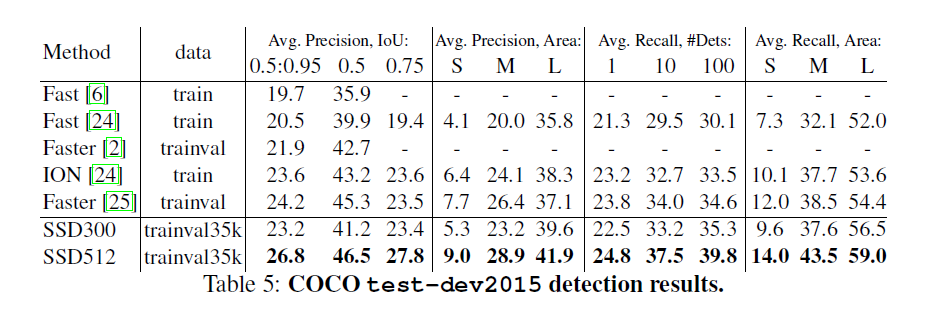 Method data Avg. Precision, IoU: Avg. Precision, Area: Avg. Recall, #Dets: Avg. Recall, Area:
0.5:0.95 0.5 0.75 S M L 1 10 100 S M L
Fast [6] train 19.7 35.9 - - - - - - - - - -
Fast [24] train 20.5 39.9 19.4 4.1 20.0 35.8 21.3 29.5 30.1 7.3 32.1 52.0
Faster [2] trainval 21.9 42.7 - - - - - - - - - -
ION [24] train 23.6 43.2 23.6 6.4 24.1 38.3 23.2 32.7 33.5 10.1 37.7 53.6
Faster [25] trainval 24.2 45.3 23.5 7.7 26.4 37.1 23.8 34.0 34.6 12.0 38.5 54.4
SSD300 trainval35k 23.2 41.2 23.4 5.3 23.2 39.6 22.5 33.2 35.3 9.6 37.6 56.5
SSD512 trainval35k 26.8 46.5 27.8 9.0 28.9 41.9 24.8 37.5 39.8 14.0 43.5 59.0
Table 5: COCO test-dev2015 detection results.